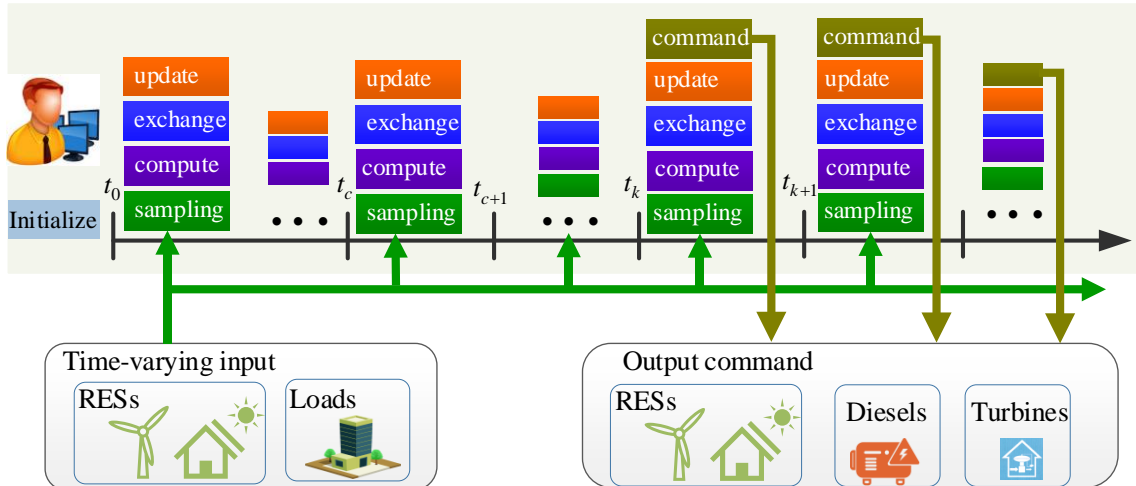 command
command
update
update
update
update
exchange
exchange
exchange
exchange
compute
compute
compute
compute
t0
tc
tc+1
tk
tk+1
Initialize
sampling
sampling
sampling
sampling
Time-varying input
RESs
Loads
Output command
RESs
Diesels
Turbines